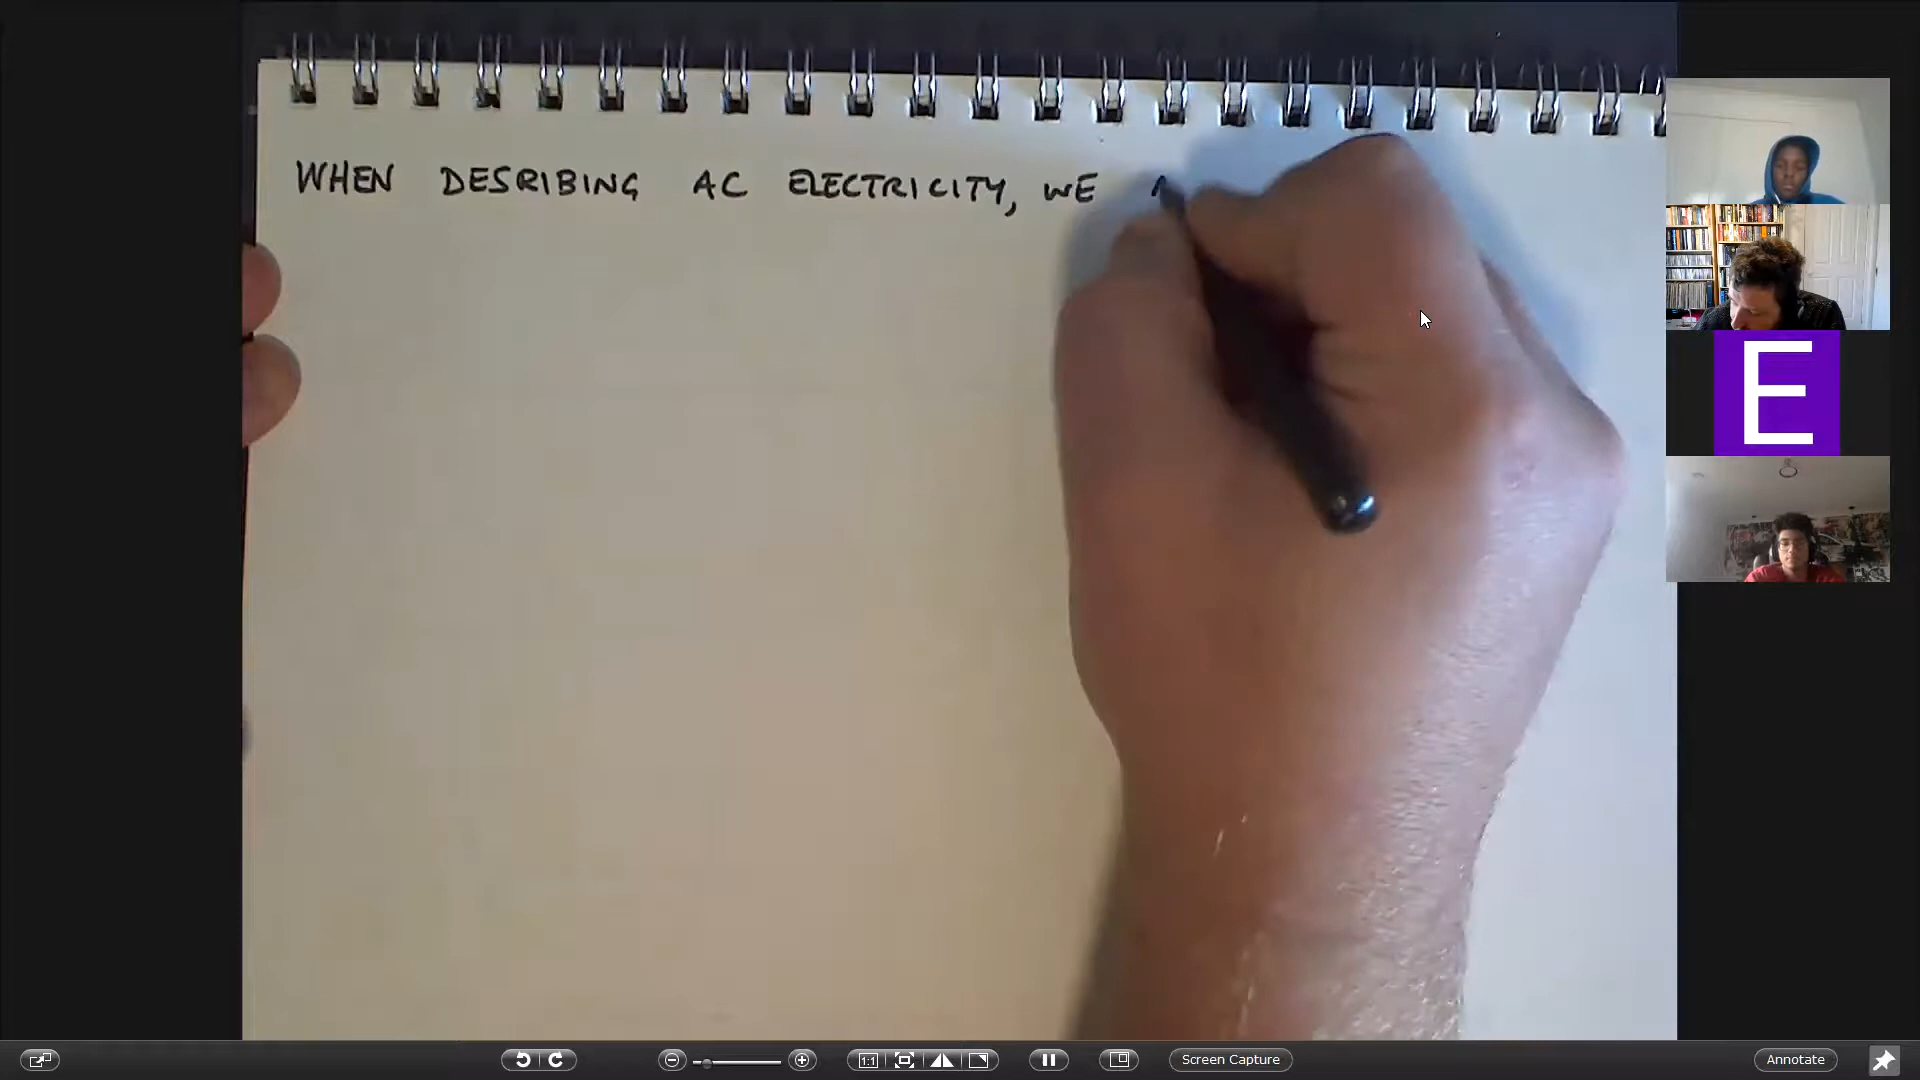 WHEN DESRIBING AC ELECTRICITY, WE
E
1:1
Screen Capture
Annotate